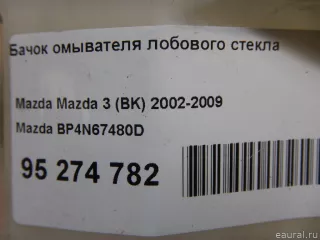 Бачок омывателя лобового стекла
Mazda Mazda 3 (BK) 2002-2009
Mazda BP4N67480D
95 274 782
eaural.ru